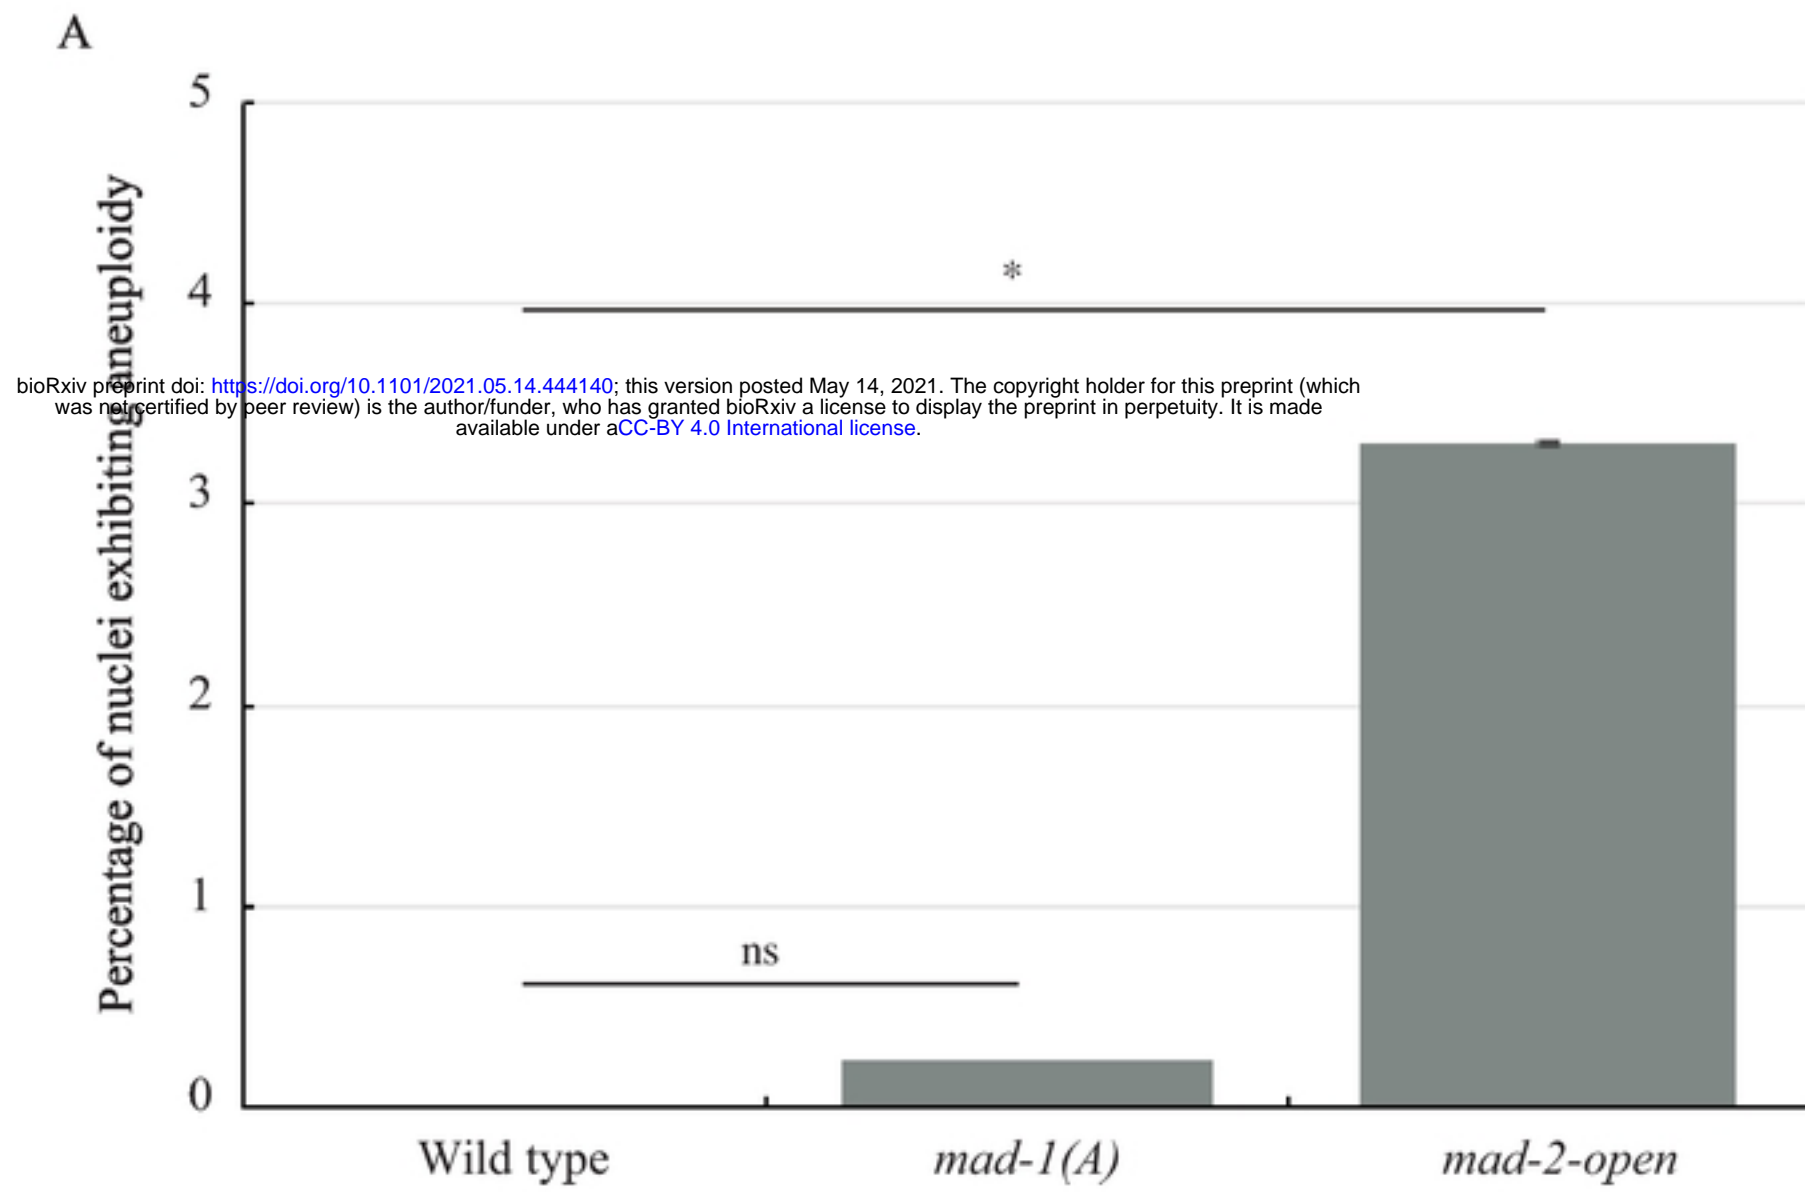 A
5
4
3
2
1
0
Percentage of nuclei exhibiting aneuploidy
*
bioRxiv preprint doi: https://doi.org/10.1101/2021.05.14.444140; this version posted May 14, 2021. The copyright holder for this preprint (which
was not certified by peer review) is the author/funder, who has granted bioRxiv a license to display the preprint in perpetuity. It is made
available under aCC-BY 4.0 International license.
ns
Wild type
mad-1(A)
mad-2-open